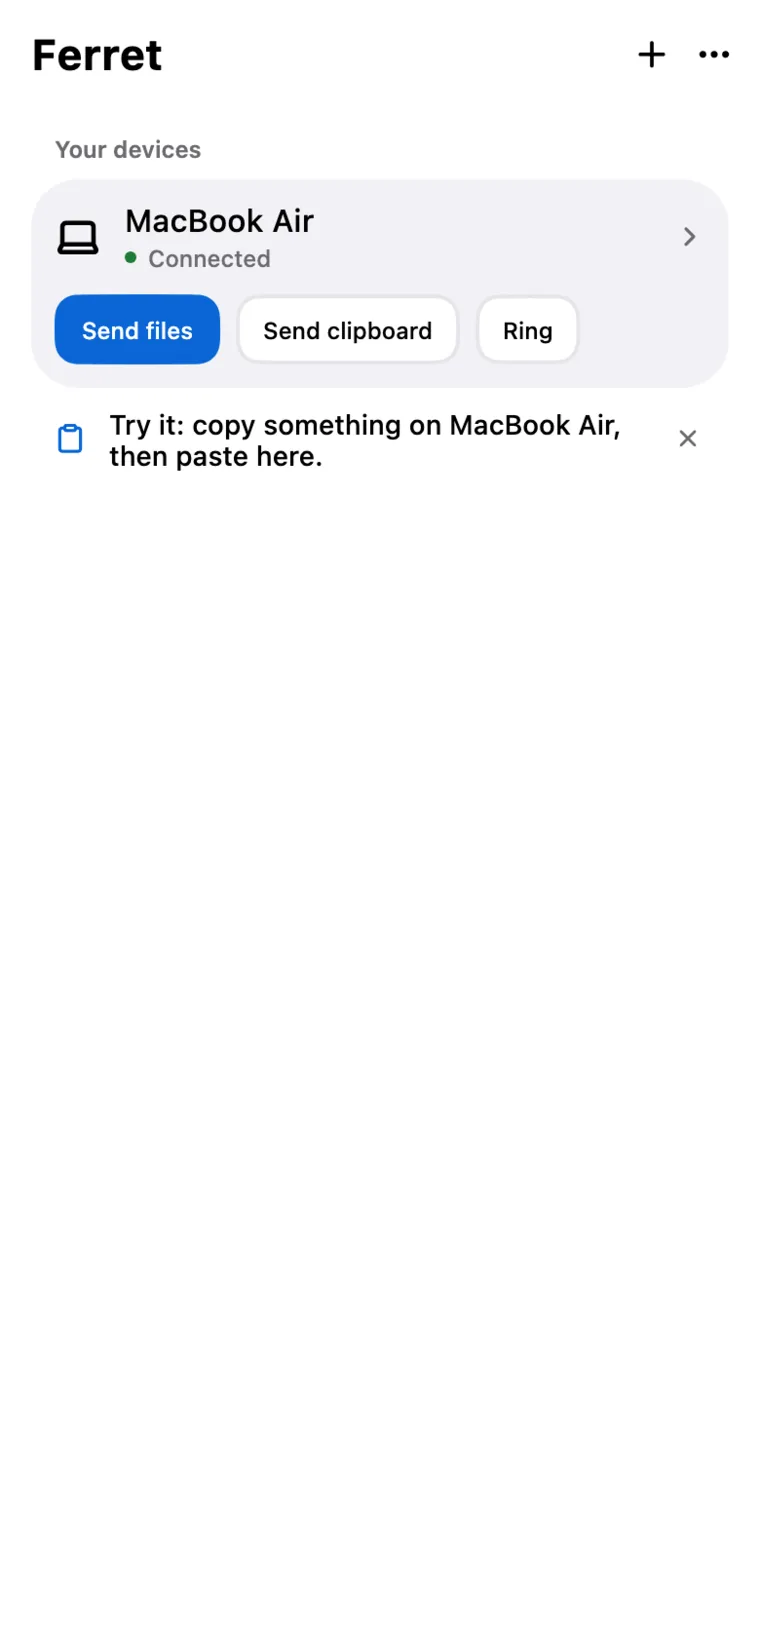 Ferret
Your devices
MacBook Air
Connected
Send files
Send clipboard
Ring
Try it: copy something on MacBook Air,
then paste here.